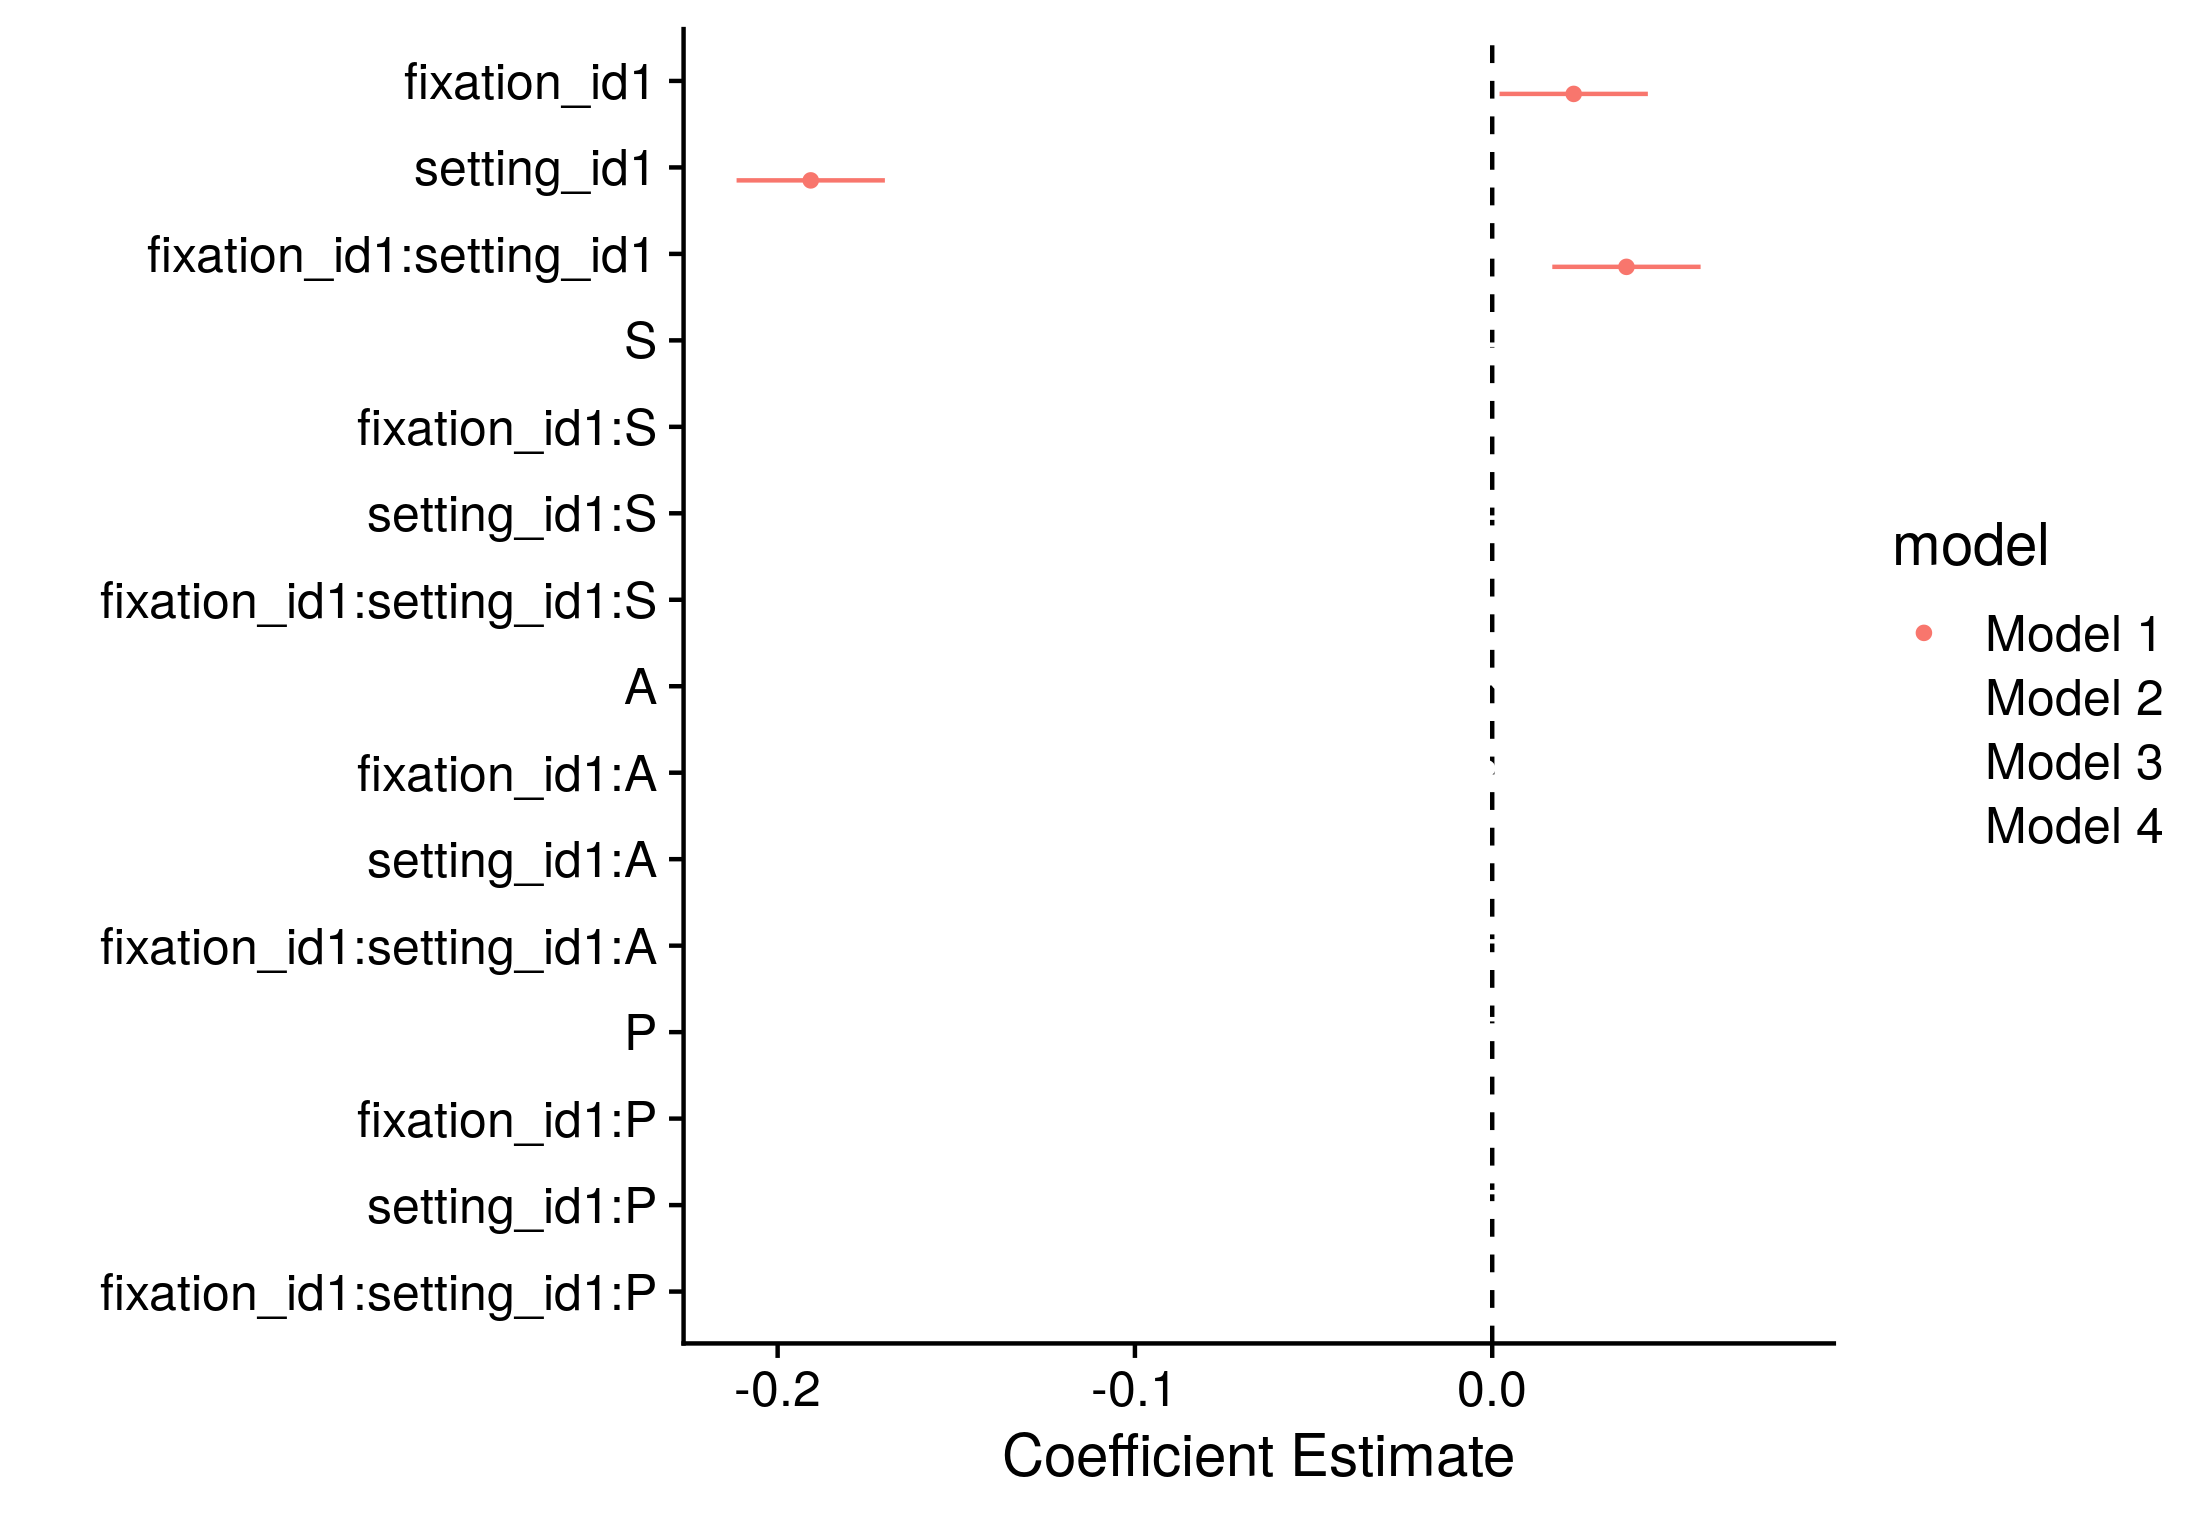 fixation_id1
setting_id1
fixation_id1:setting_id1
S
fixation_id1:S
setting_id1:S
fixation_id1:setting_id1:S
A
fixation_id1:A
setting_id1:A
fixation_id1:setting_id1:A
P
fixation_id1:P
setting_id1:P
fixation_id1:setting_id1:P
-0.2 -0.1 0.0
Coefficient Estimate
model
Model 1
Model 2
Model 3
Model 4